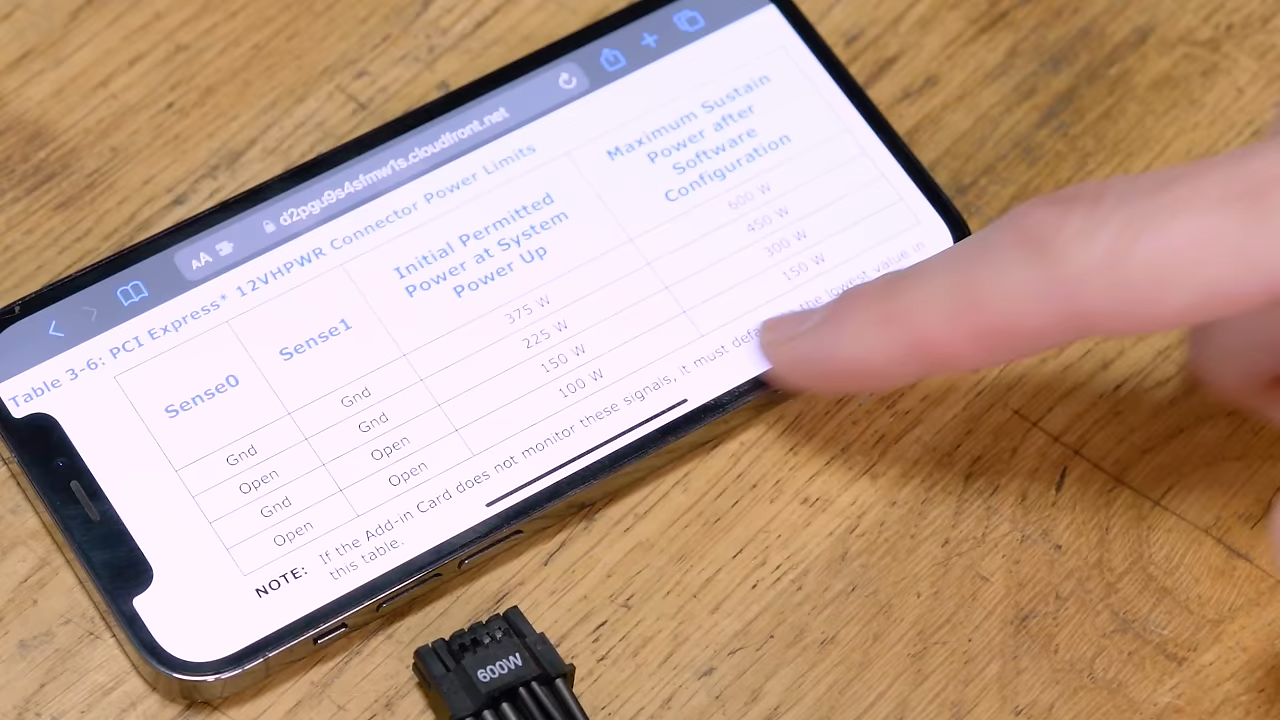 AA d2pgu9s4sfmw1s.cloudfront.net
Table 3-6: PCI Express* 12VHPWR Connector Power Limits
Sense0 Sense1 Initial Permitted Power at System Power Up Maximum Sustain Power after Software Configuration
Gnd Gnd 375 W 600 W
Open Gnd 225 W 450 W
Gnd Open 150 W 300 W
Open Open 100 W 150 W
NOTE: If the Add-in Card does not monitor these signals, it must the lowest value in
this table.
600W